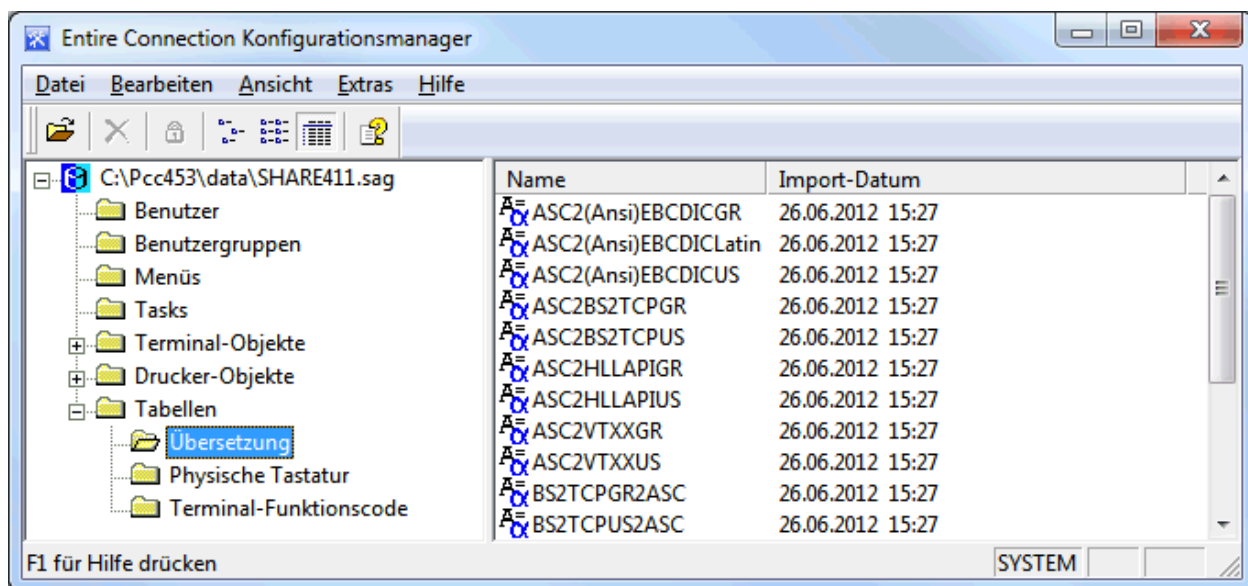 Entire Connection Konfigurationsmanager
Datei Bearbeiten Ansicht Extras Hilfe
C:\Pcc453\data\SHARE411.sag
Benutzer
Benutzergruppen
Menüs
Tasks
Terminal-Objekte
Drucker-Objekte
Tabellen
Übersetzung
Physische Tastatur
Terminal-Funktionscode
Name Import-Datum
ASC2(Ansi)EBCDICGR 26.06.2012 15:27
ASC2(Ansi)EBCDICLatin 26.06.2012 15:27
ASC2(Ansi)EBCDICUS 26.06.2012 15:27
ASC2BS2TCPGR 26.06.2012 15:27
ASC2BS2TCPUS 26.06.2012 15:27
ASC2HLLAPIGR 26.06.2012 15:27
ASC2HLLAPIUS 26.06.2012 15:27
ASC2VTXXGR 26.06.2012 15:27
ASC2VTXXUS 26.06.2012 15:27
BS2TCPGR2ASC 26.06.2012 15:27
BS2TCPUS2ASC 26.06.2012 15:27
F1 für Hilfe drücken SYSTEM